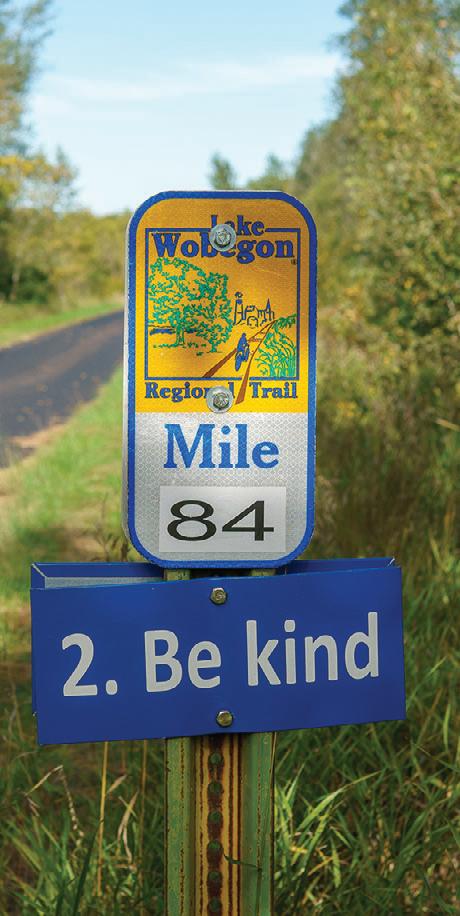 Lake
Wobegon
Regional Trail
Mile
84
2. Be kind